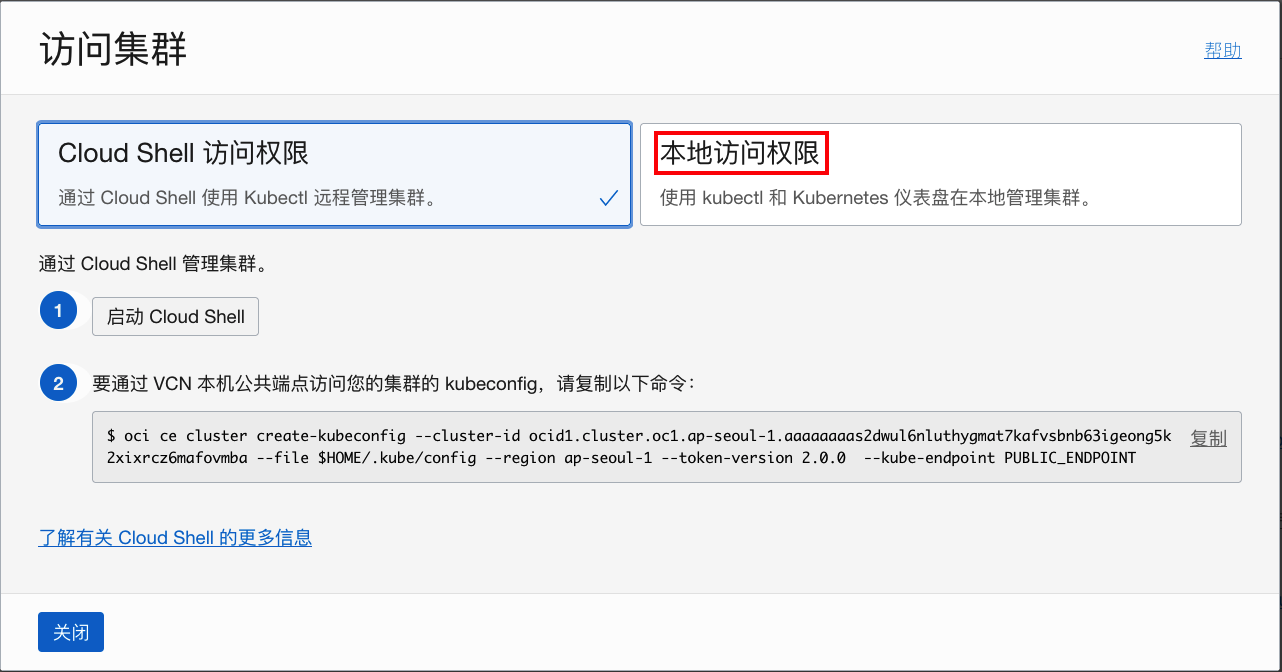 访问集群
帮助
Cloud Shell 访问权限
通过 Cloud Shell 使用 Kubectl 远程管理集群。
本地访问权限
使用 kubectl 和 Kubernetes 仪表盘在本地管理集群。
通过 Cloud Shell 管理集群。
1
启动 Cloud Shell
2
要通过 VCN 本机公共端点访问您的集群的 kubeconfig，请复制以下命令：
$ oci ce cluster create-kubeconfig --cluster-id ocid1.cluster.oc1.ap-seoul-1.aaaaaaaas2dwul6nluthygmat7kafvsbnb63igeong5k
2xixrcz6mafovmba --file $HOME/.kube/config --region ap-seoul-1 --token-version 2.0.0  --kube-endpoint PUBLIC_ENDPOINT
复制
了解有关 Cloud Shell 的更多信息
关闭